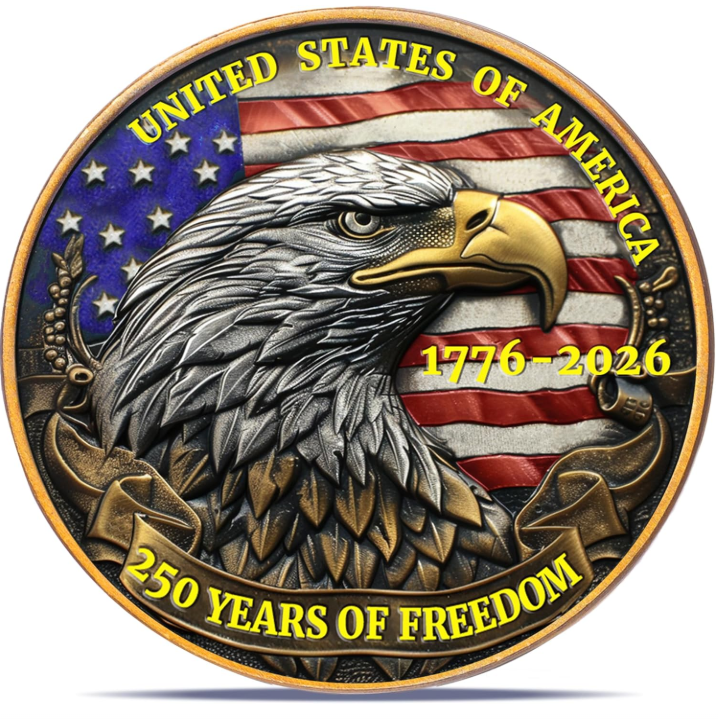 UNITED STATES OF AMERICA
1776-2026
250 YEARS OF FREEDOM